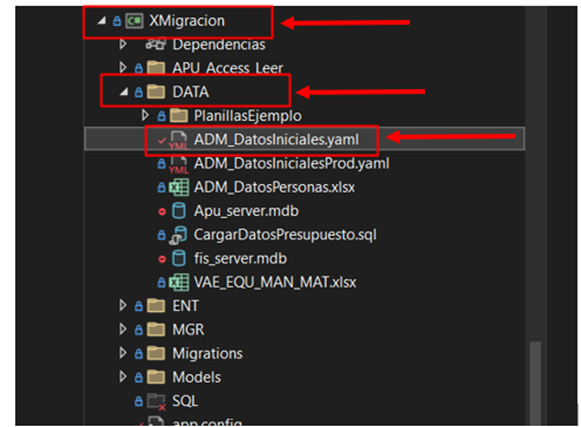 XMigracion
Dependencias
APU_Access_Leer
DATA
PlanillasEjemplo
ADM_DatosIniciales.yaml
ADM_DatosInicialesProd.yaml
ADM_DatosPersonas.xlsx
Apu_server.mdb
CargarDatosPresupuesto.sql
fis_server.mdb
VAE_EQU_MAN_MAT.xlsx
ENT
MGR
Migrations
Models
SQL
app.config